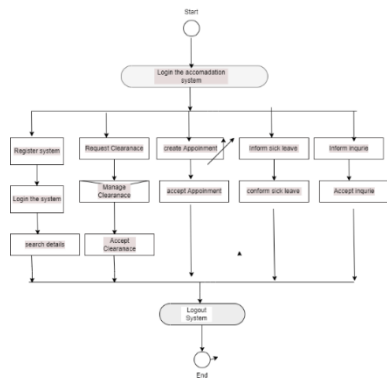 Start
Login the accomadation
system
Register system
Request Clearanace
create Appoinment
Inform sick leave
Inform inqurie
Login the system
Manage
Clearanace
accept Appoinment
conform sick leave
Accept inqurie
search details
Accept
Clearanace
Logout
System
End